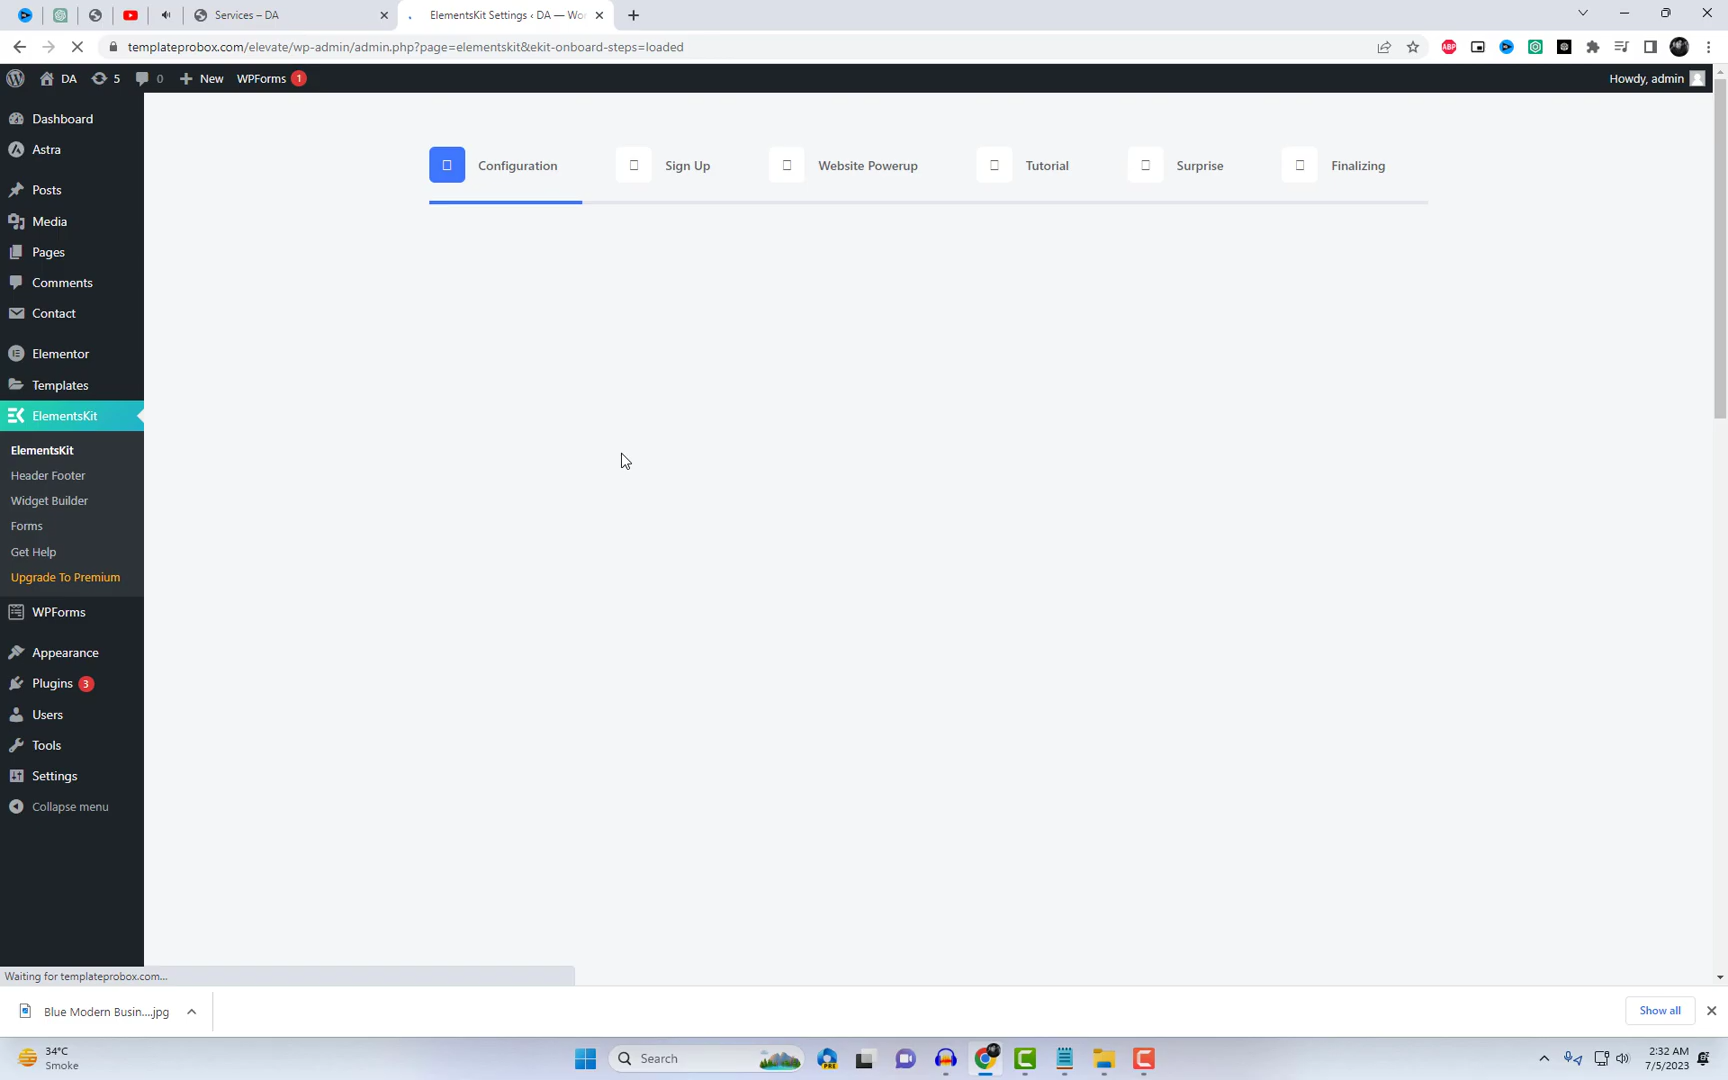 Services – DA
ElementsKit Settings ‹ DA — Wor
templateprobox.com/elevate/wp-admin/admin.php?page=elementskit&ekit-onboard-steps=loaded
ABP
DA
5
0
New
WPForms 1
Howdy, admin
Dashboard
Astra
Posts
Media
Pages
Comments
Contact
Elementor
Templates
ElementsKit
ElementsKit
Header Footer
Widget Builder
Forms
Get Help
Upgrade To Premium
WPForms
Appearance
Plugins 3
Users
Tools
Settings
Collapse menu
Configuration
Sign Up
Website Powerup
Tutorial
Surprise
Finalizing
Waiting for templateprobox.com...
Blue Modern Busin....jpg
Show all
34°C
Smoke
Search
PRE
2:32 AM
7/5/2023